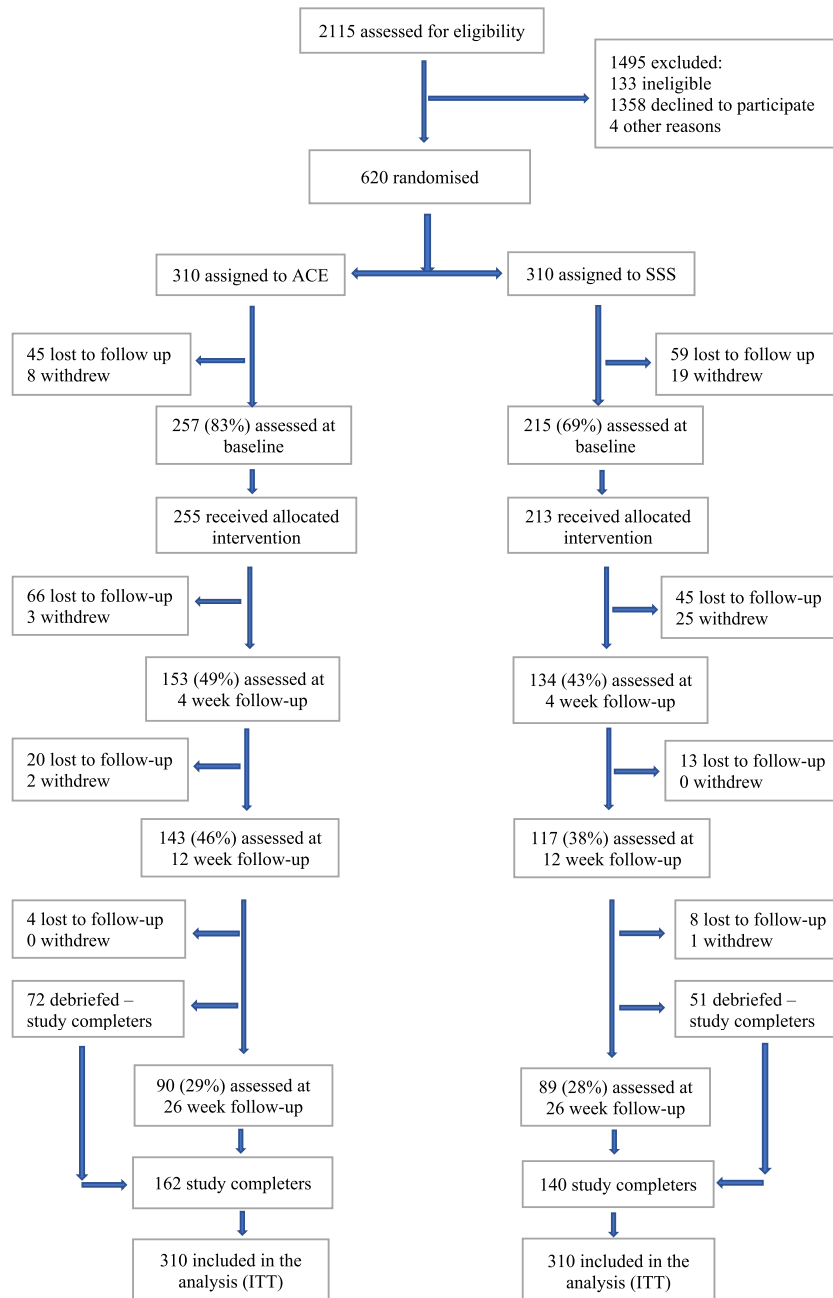 2115 assessed for eligibility
1495 excluded:
133 ineligible
1358 declined to participate
4 other reasons
620 randomised
310 assigned to ACE
310 assigned to SSS
45 lost to follow up
8 withdrew
59 lost to follow up
19 withdrew
257 (83%) assessed at
baseline
215 (69%) assessed at
baseline
255 received allocated
intervention
213 received allocated
intervention
66 lost to follow-up
3 withdrew
45 lost to follow-up
25 withdrew
153 (49%) assessed at
4 week follow-up
134 (43%) assessed at
4 week follow-up
20 lost to follow-up
2 withdrew
13 lost to follow-up
0 withdrew
143 (46%) assessed at
12 week follow-up
117 (38%) assessed at
12 week follow-up
4 lost to follow-up
0 withdrew
8 lost to follow-up
1 withdrew
72 debriefed –
study completers
51 debriefed –
study completers
90 (29%) assessed at
26 week follow-up
89 (28%) assessed at
26 week follow-up
162 study completers
140 study completers
310 included in the
analysis (ITT)
310 included in the
analysis (ITT)